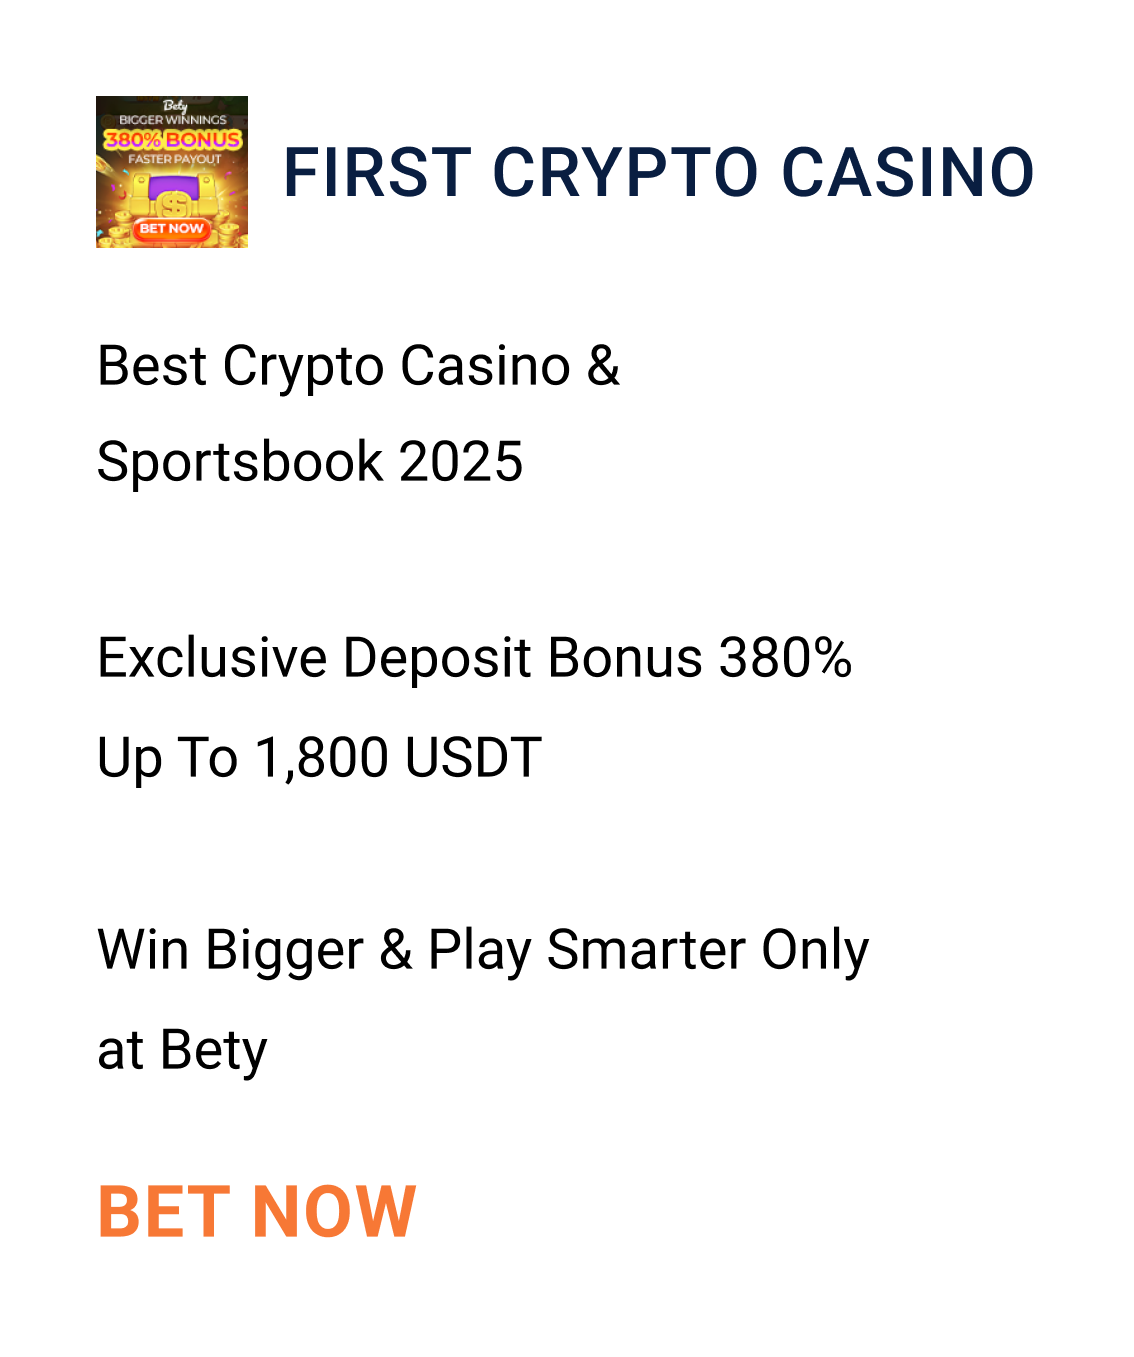 Bety
BIGGER WINNINGS
380% BONUS
FASTER PAYOUT
$
BET NOW
FIRST CRYPTO CASINO
Best Crypto Casino &
Sportsbook 2025
Exclusive Deposit Bonus 380%
Up To 1,800 USDT
Win Bigger & Play Smarter Only
at Bety
BET NOW